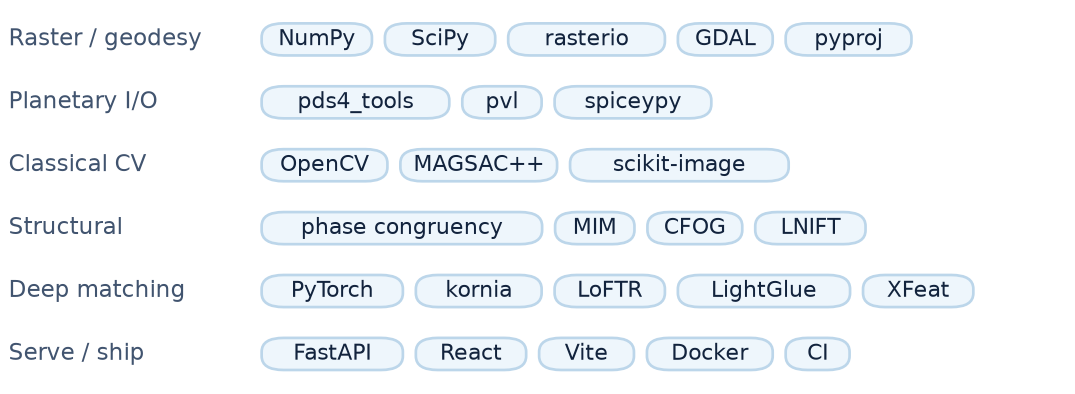 Raster / geodesy NumPy SciPy rasterio GDAL pyproj
Planetary I/O pds4_tools pvl spiceypy
Classical CV OpenCV MAGSAC++ scikit-image
Structural phase congruency MIM CFOG LNIFT
Deep matching PyTorch kornia LoFTR LightGlue XFeat
Serve / ship FastAPI React Vite Docker CI